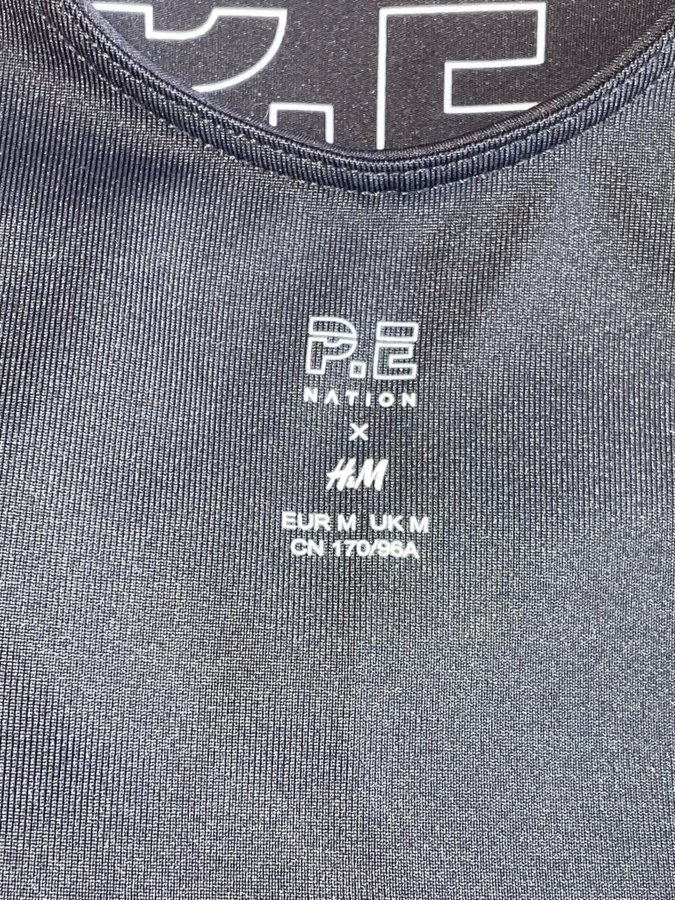 P.E
P.E
NATION
X
H&M
EUR M UK M
CN 170/96A